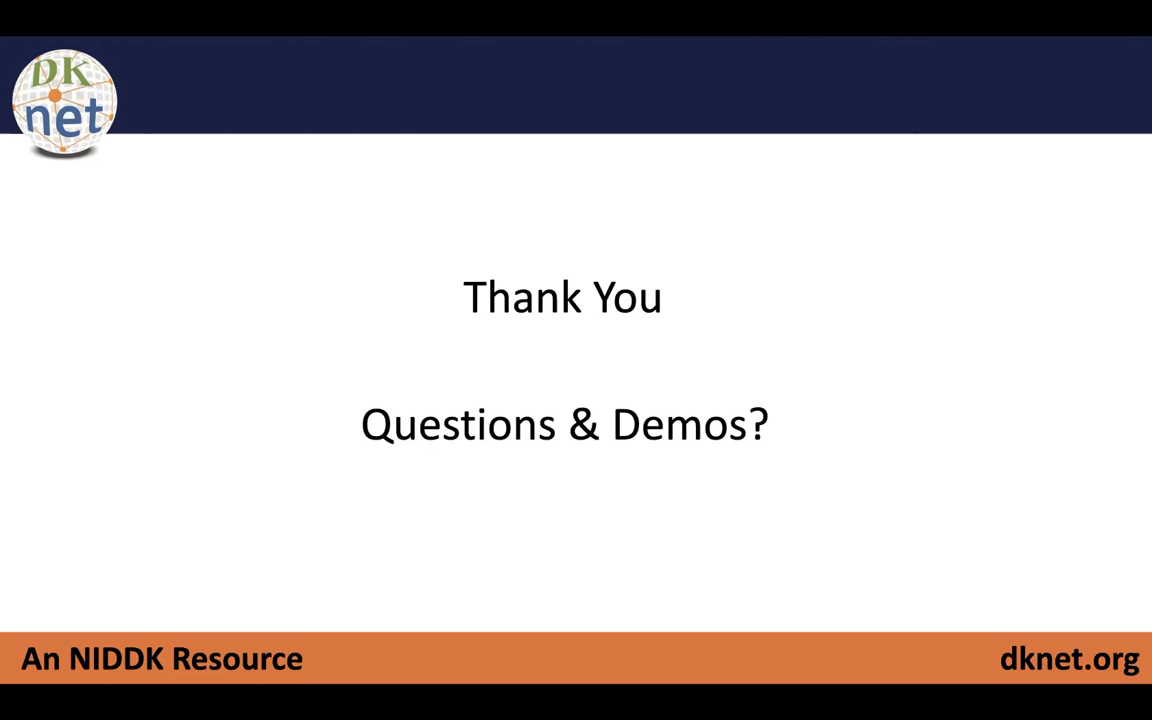 DK
net
Thank You
Questions & Demos?
An NIDDK Resource
dknet.org